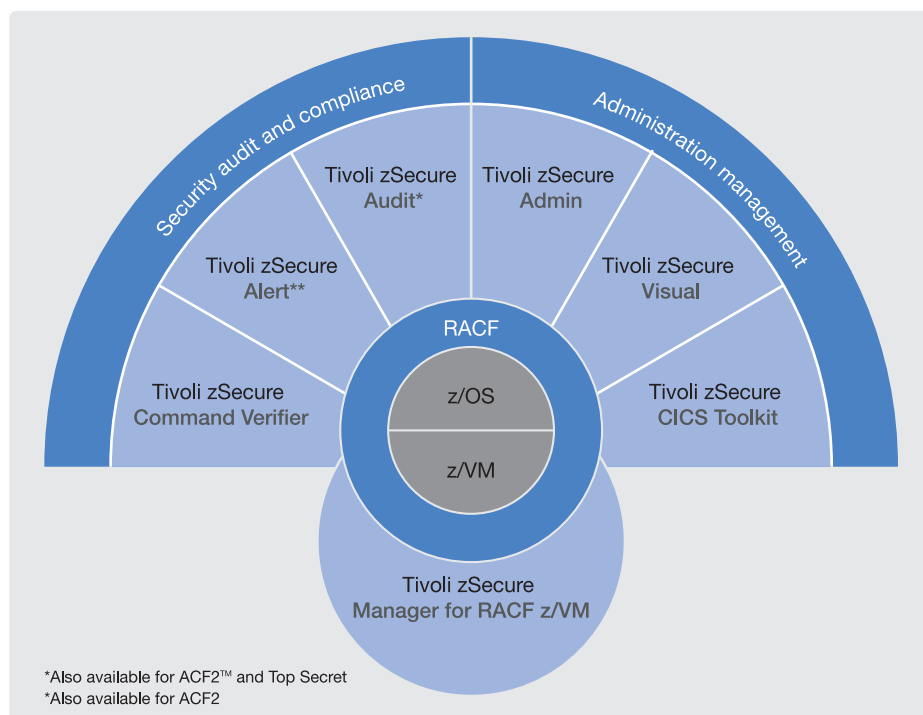 Security audit and compliance
Administration management
Tivoli zSecure
Audit*
Tivoli zSecure
Admin
Tivoli zSecure
Alert**
Tivoli zSecure
Visual
Tivoli zSecure
Command Verifier
Tivoli zSecure
CICS Toolkit
RACF
z/OS
z/VM
Tivoli zSecure
Manager for RACF z/VM
*Also available for ACF2™ and Top Secret
*Also available for ACF2